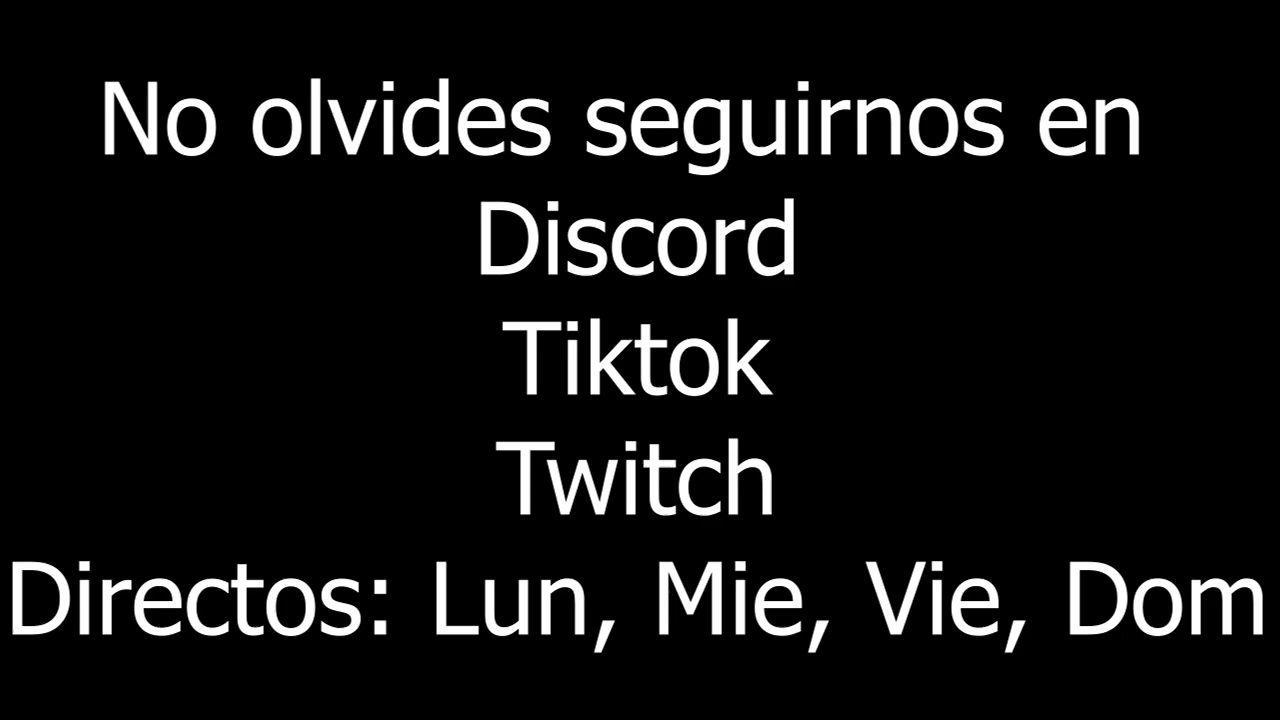 No olvides seguirnos en
Discord
Tiktok
Twitch
Directos: Lun, Mie, Vie, Dom